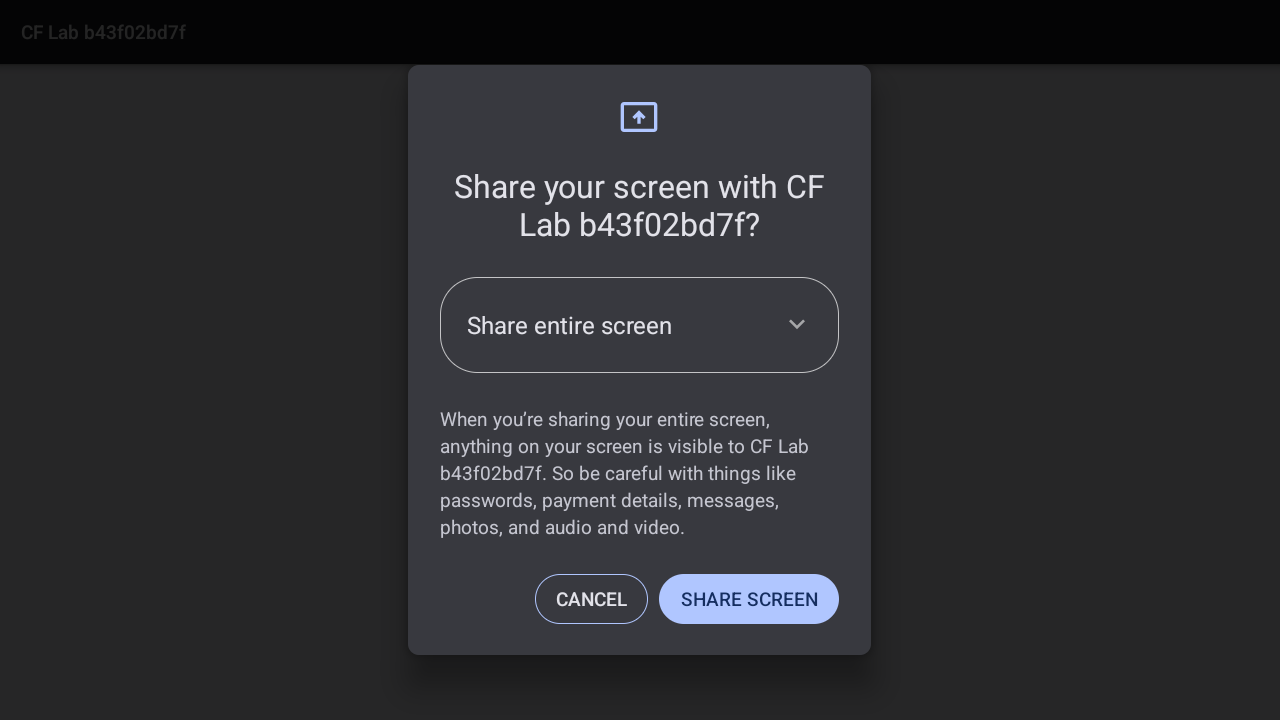 CF Lab b43f02bd7f
Share your screen with CF
Lab b43f02bd7f?
Share entire screen
When you’re sharing your entire screen,
anything on your screen is visible to CF Lab
b43f02bd7f. So be careful with things like
passwords, payment details, messages,
photos, and audio and video.
CANCEL
SHARE SCREEN